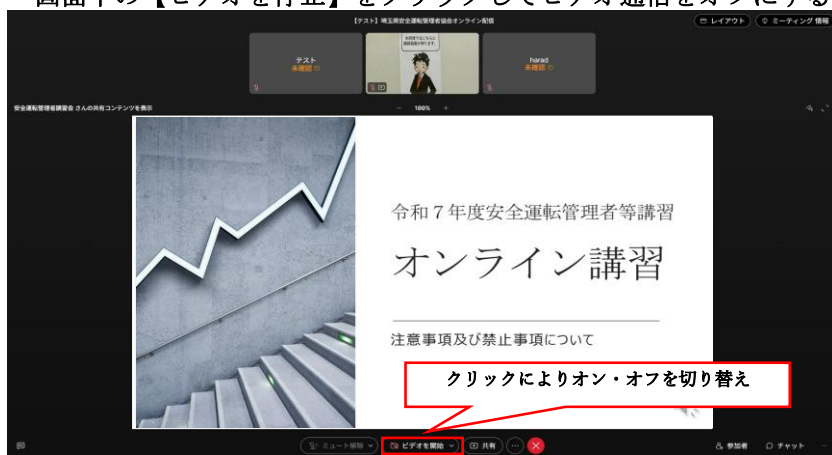 画面下の【ビデオを停止】をクリックしてビデオ通信をオンにする
【テスト】埼玉県安全運転管理者協会オンライン配信
レイアウト
ミーティング情報
テスト
未確認
harad
未確認
安全運転管理者講習会 さんの共有コンテンツを表示
− 100% +
令和７年度安全運転管理者等講習
オンライン講習
注意事項及び禁止事項について
クリックによりオン・オフを切り替え
ミュート解除
ビデオを開始
共有
参加者
チャット